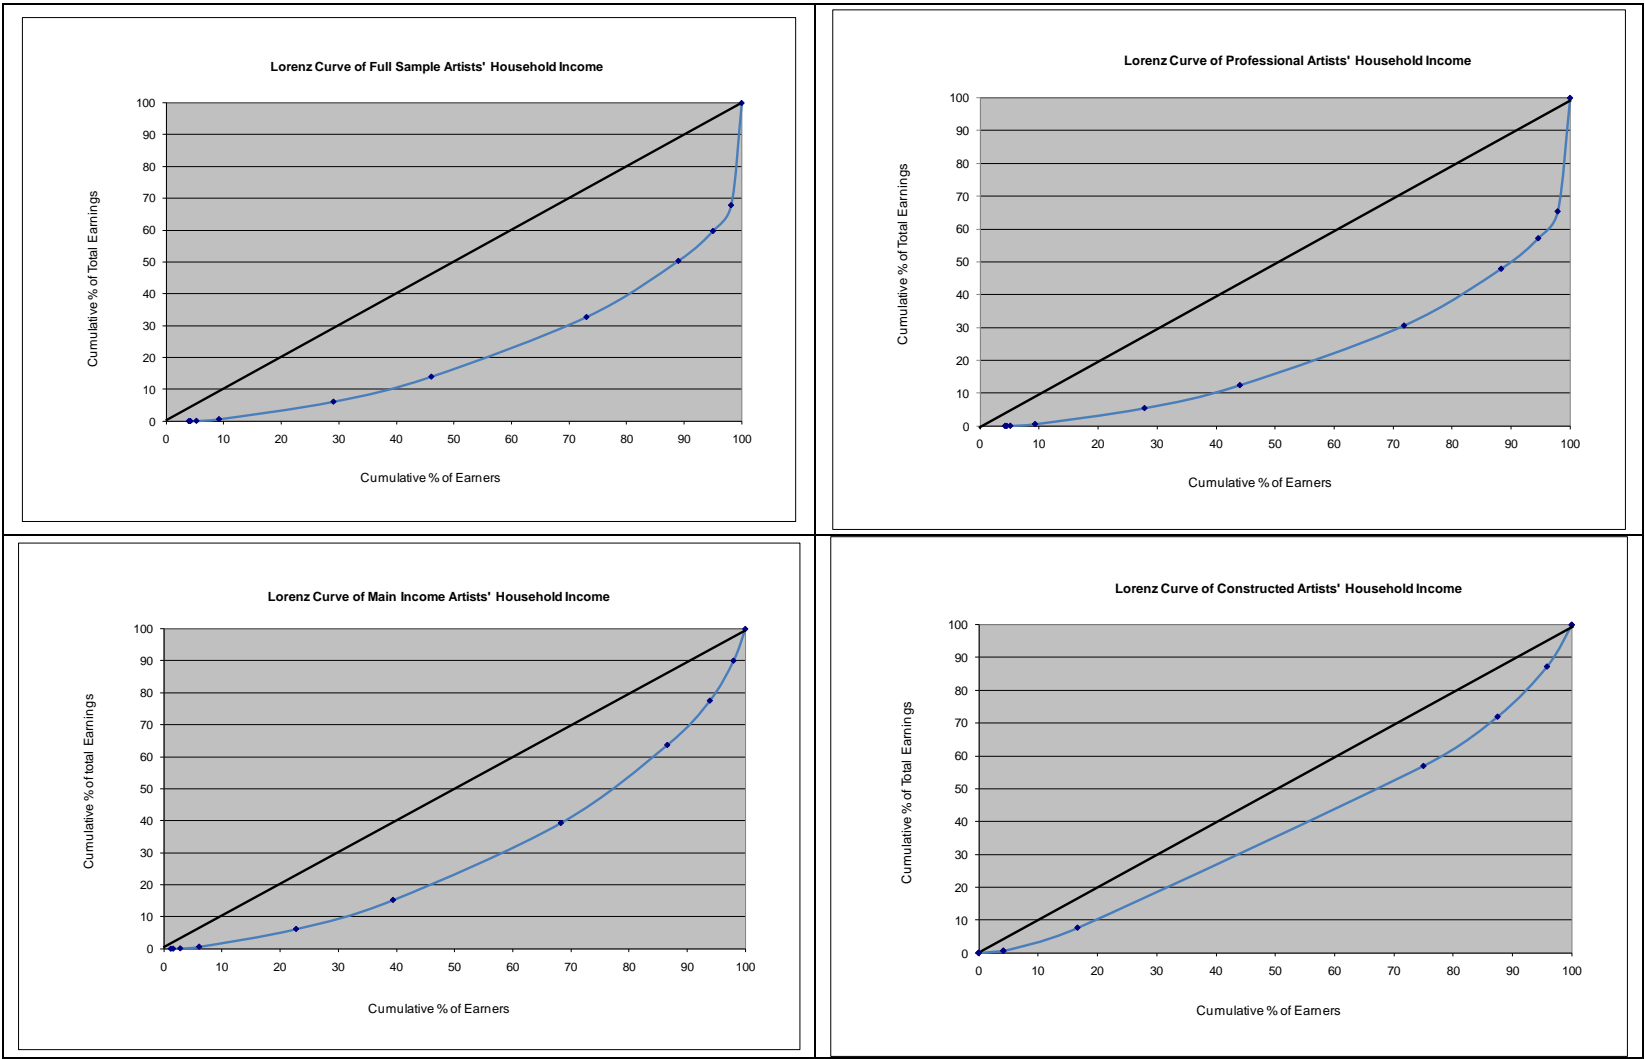 Lorenz Curve of Full Sample Artists' Household Income
100
90
80
70
60
50
40
30
20
10
0
Cumulative % of Total Earnings
0 10 20 30 40 50 60 70 80 90 100
Cumulative % of Earners
Lorenz Curve of Professional Artists' Household Income
100
90
80
70
60
50
40
30
20
10
0
Cumulative % of Total Earnings
0 10 20 30 40 50 60 70 80 90 100
Cumulative % of Earners
Lorenz Curve of Main Income Artists' Household Income
100
90
80
70
60
50
40
30
20
10
0
Cumulative % of total Earnings
0 10 20 30 40 50 60 70 80 90 100
Cumulative % of Earners
Lorenz Curve of Constructed Artists' Household Income
100
90
80
70
60
50
40
30
20
10
0
Cumulative % of Total Earnings
0 10 20 30 40 50 60 70 80 90 100
Cumulative % of Earners